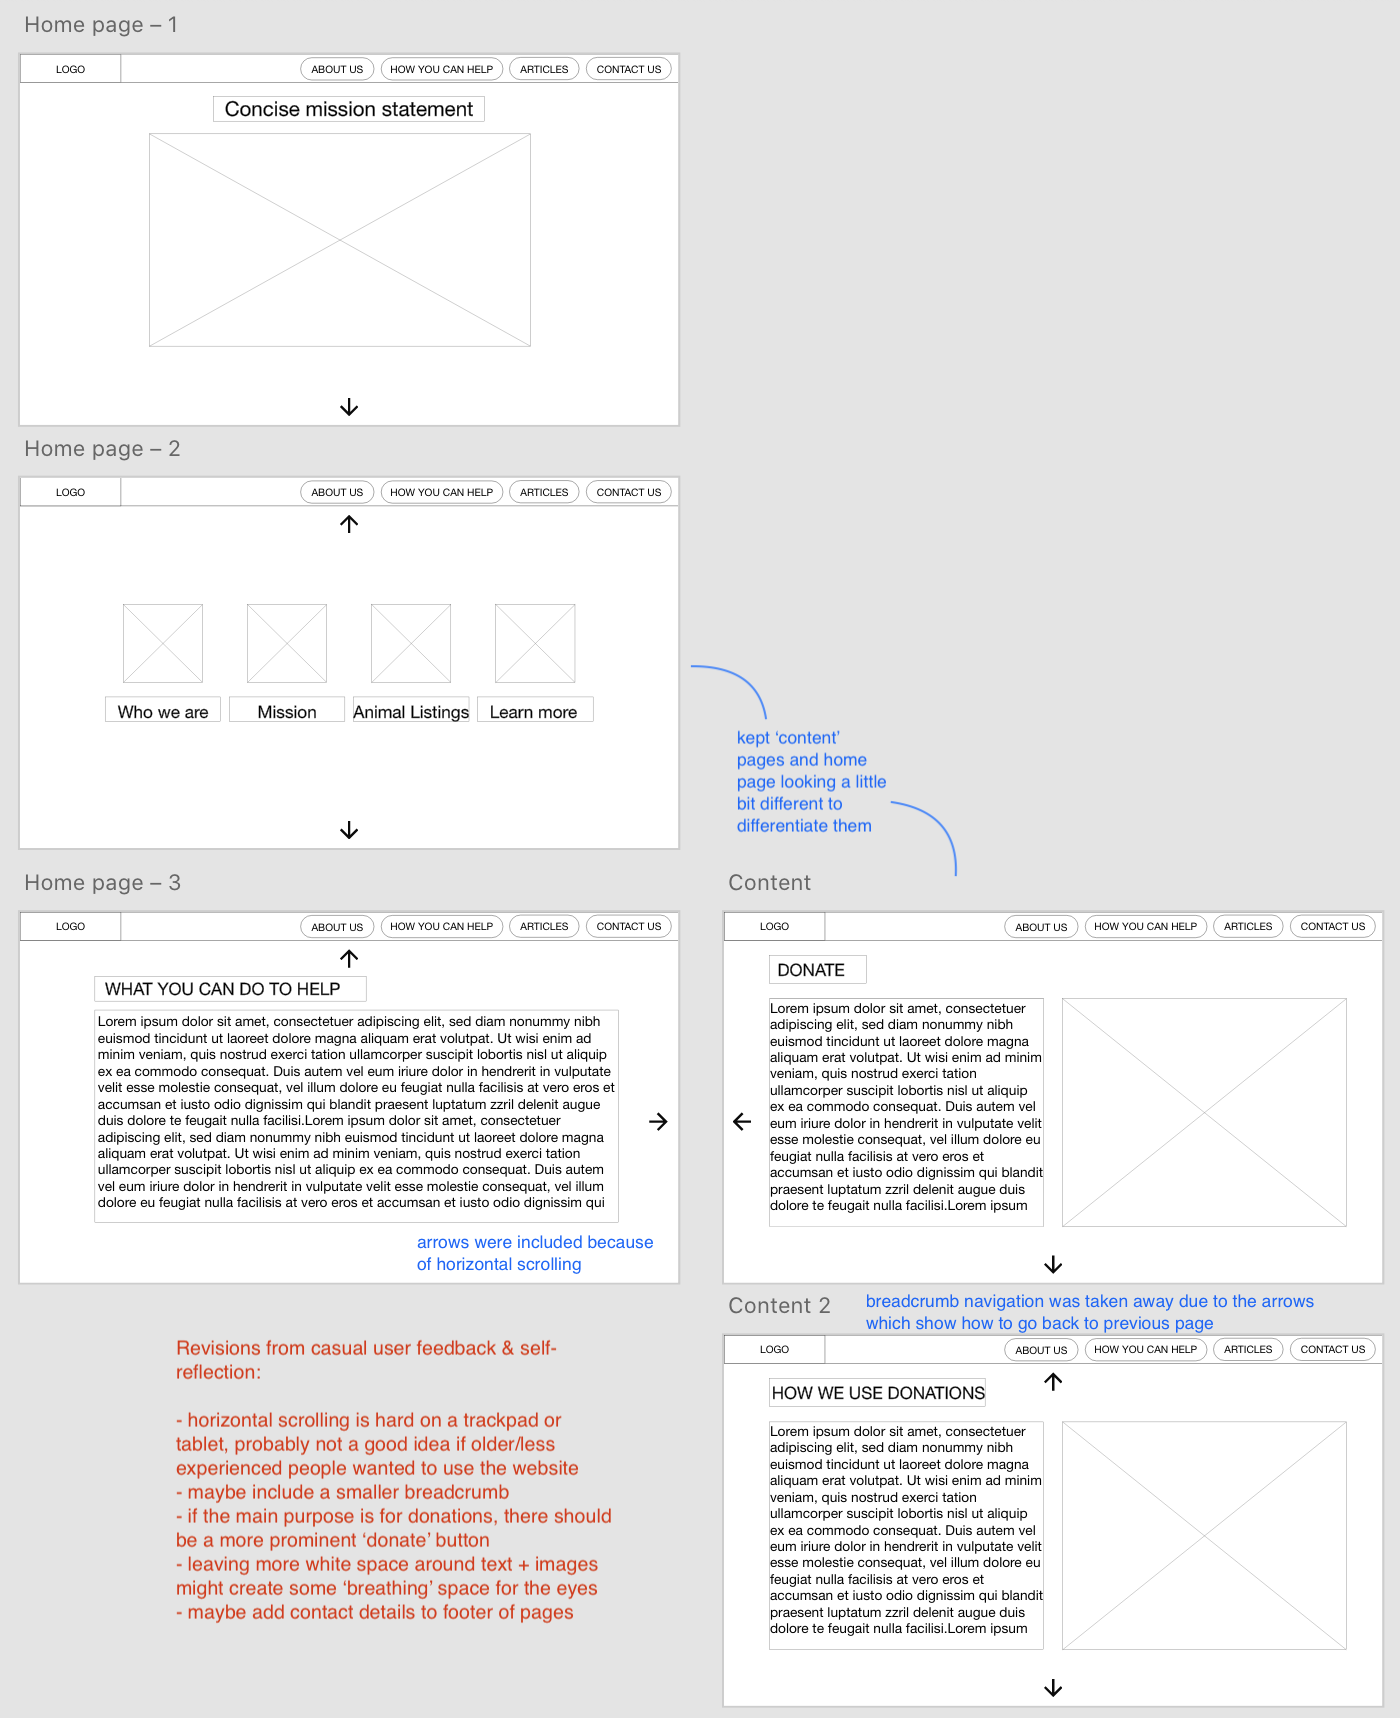 Home page – 1
LOGO
ABOUT US
HOW YOU CAN HELP
ARTICLES
CONTACT US
Concise mission statement
Home page – 2
LOGO
ABOUT US
HOW YOU CAN HELP
ARTICLES
CONTACT US
Who we are
Mission
Animal Listings
Learn more
kept ‘content’
pages and home
page looking a little
bit different to
differentiate them
Home page – 3
LOGO
ABOUT US
HOW YOU CAN HELP
ARTICLES
CONTACT US
WHAT YOU CAN DO TO HELP
Lorem ipsum dolor sit amet, consectetuer adipiscing elit, sed diam nonummy nibh
euismod tincidunt ut laoreet dolore magna aliquam erat volutpat. Ut wisi enim ad
minim veniam, quis nostrud exerci tation ullamcorper suscipit lobortis nisl ut aliquip
ex ea commodo consequat. Duis autem vel eum iriure dolor in hendrerit in vulputate
velit esse molestie consequat, vel illum dolore eu feugiat nulla facilisis at vero eros et
accumsan et iusto odio dignissim qui blandit praesent luptatum zzril delenit augue
duis dolore te feugait nulla facilisi.Lorem ipsum dolor sit amet, consectetuer
adipiscing elit, sed diam nonummy nibh euismod tincidunt ut laoreet dolore magna
aliquam erat volutpat. Ut wisi enim ad minim veniam, quis nostrud exerci tation
ullamcorper suscipit lobortis nisl ut aliquip ex ea commodo consequat. Duis autem
vel eum iriure dolor in hendrerit in vulputate velit esse molestie consequat, vel illum
dolore eu feugiat nulla facilisis at vero eros et accumsan et iusto odio dignissim qui
arrows were included because
of horizontal scrolling
Content
LOGO
ABOUT US
HOW YOU CAN HELP
ARTICLES
CONTACT US
DONATE
Lorem ipsum dolor sit amet, consectetuer
adipiscing elit, sed diam nonummy nibh
euismod tincidunt ut laoreet dolore magna
aliquam erat volutpat. Ut wisi enim ad minim
veniam, quis nostrud exerci tation
ullamcorper suscipit lobortis nisl ut aliquip
ex ea commodo consequat. Duis autem vel
eum iriure dolor in hendrerit in vulputate velit
esse molestie consequat, vel illum dolore eu
feugiat nulla facilisis at vero eros et
accumsan et iusto odio dignissim qui blandit
praesent luptatum zzril delenit augue duis
dolore te feugait nulla facilisi.Lorem ipsum
Content 2
breadcrumb navigation was taken away due to the arrows
which show how to go back to previous page
LOGO
ABOUT US
HOW YOU CAN HELP
ARTICLES
CONTACT US
HOW WE USE DONATIONS
Lorem ipsum dolor sit amet, consectetuer
adipiscing elit, sed diam nonummy nibh
euismod tincidunt ut laoreet dolore magna
aliquam erat volutpat. Ut wisi enim ad minim
veniam, quis nostrud exerci tation
ullamcorper suscipit lobortis nisl ut aliquip
ex ea commodo consequat. Duis autem vel
eum iriure dolor in hendrerit in vulputate velit
esse molestie consequat, vel illum dolore eu
feugiat nulla facilisis at vero eros et
accumsan et iusto odio dignissim qui blandit
praesent luptatum zzril delenit augue duis
dolore te feugait nulla facilisi.Lorem ipsum
Revisions from casual user feedback & self-
reflection:
- horizontal scrolling is hard on a trackpad or
tablet, probably not a good idea if older/less
experienced people wanted to use the website
- maybe include a smaller breadcrumb
- if the main purpose is for donations, there should
be a more prominent ‘donate’ button
- leaving more white space around text + images
might create some ‘breathing’ space for the eyes
- maybe add contact details to footer of pages